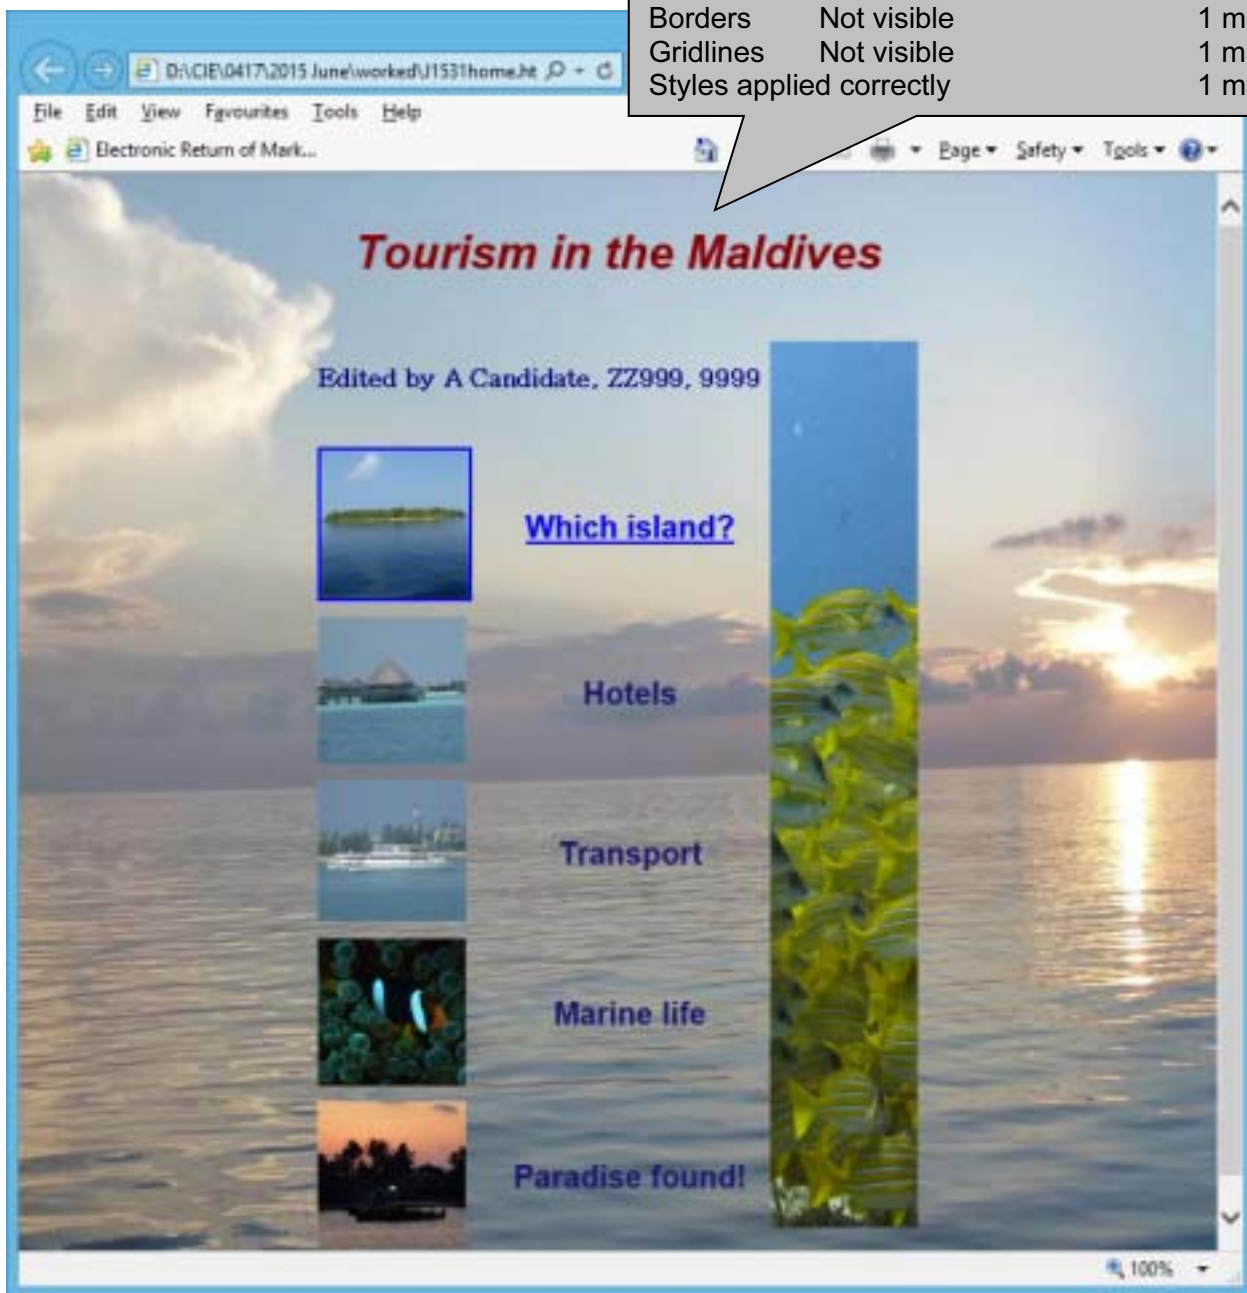 Borders Not visible 1 m
Gridlines Not visible 1 m
Styles applied correctly 1 m
D:\CIE\0417\2015 June\worked\J1531home.ht
File Edit View Favourites Tools Help
Electronic Return of Mark...
Page Safety Tools
Tourism in the Maldives
Edited by A Candidate, ZZ999, 9999
Which island?
Hotels
Transport
Marine life
Paradise found!
100%